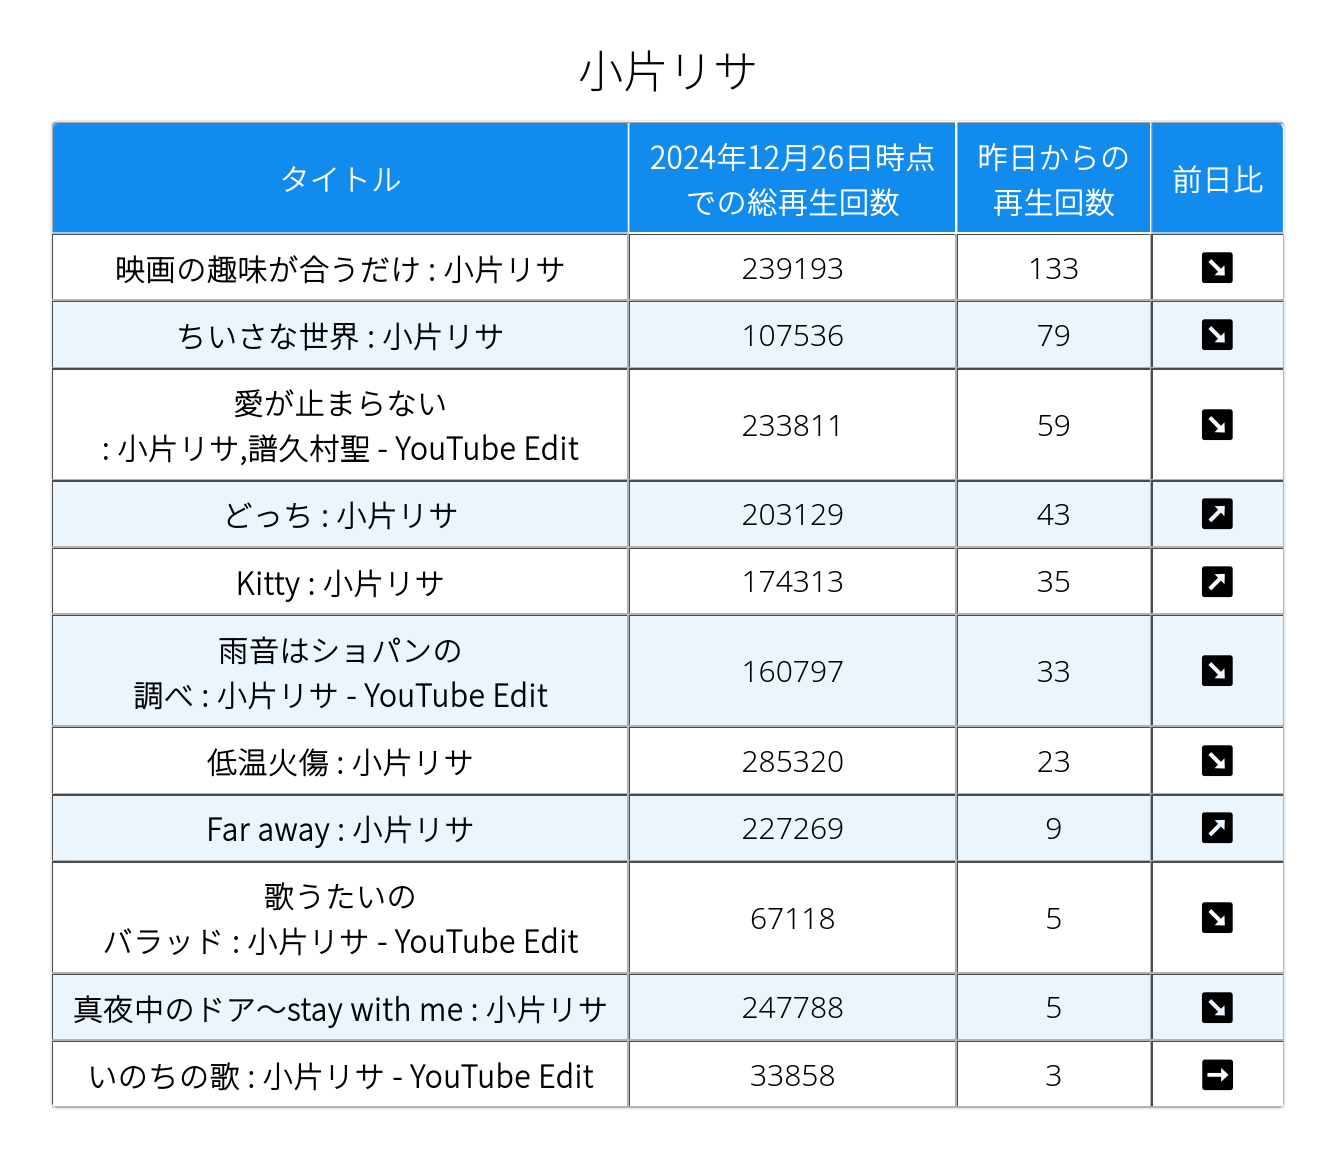 小片リサ
タイトル
2024年12月26日時点
での総再生回数
昨日からの
再生回数
前日比
映画の趣味が合うだけ : 小片リサ
239193
133
ちいさな世界 : 小片リサ
107536
79
愛が止まらない
: 小片リサ,譜久村聖 - YouTube Edit
233811
59
どっち : 小片リサ
203129
43
Kitty : 小片リサ
174313
35
雨音はショパンの
調べ : 小片リサ - YouTube Edit
160797
33
低温火傷 : 小片リサ
285320
23
Far away : 小片リサ
227269
9
歌うたいの
バラッド : 小片リサ - YouTube Edit
67118
5
真夜中のドア〜stay with me : 小片リサ
247788
5
いのちの歌 : 小片リサ - YouTube Edit
33858
3